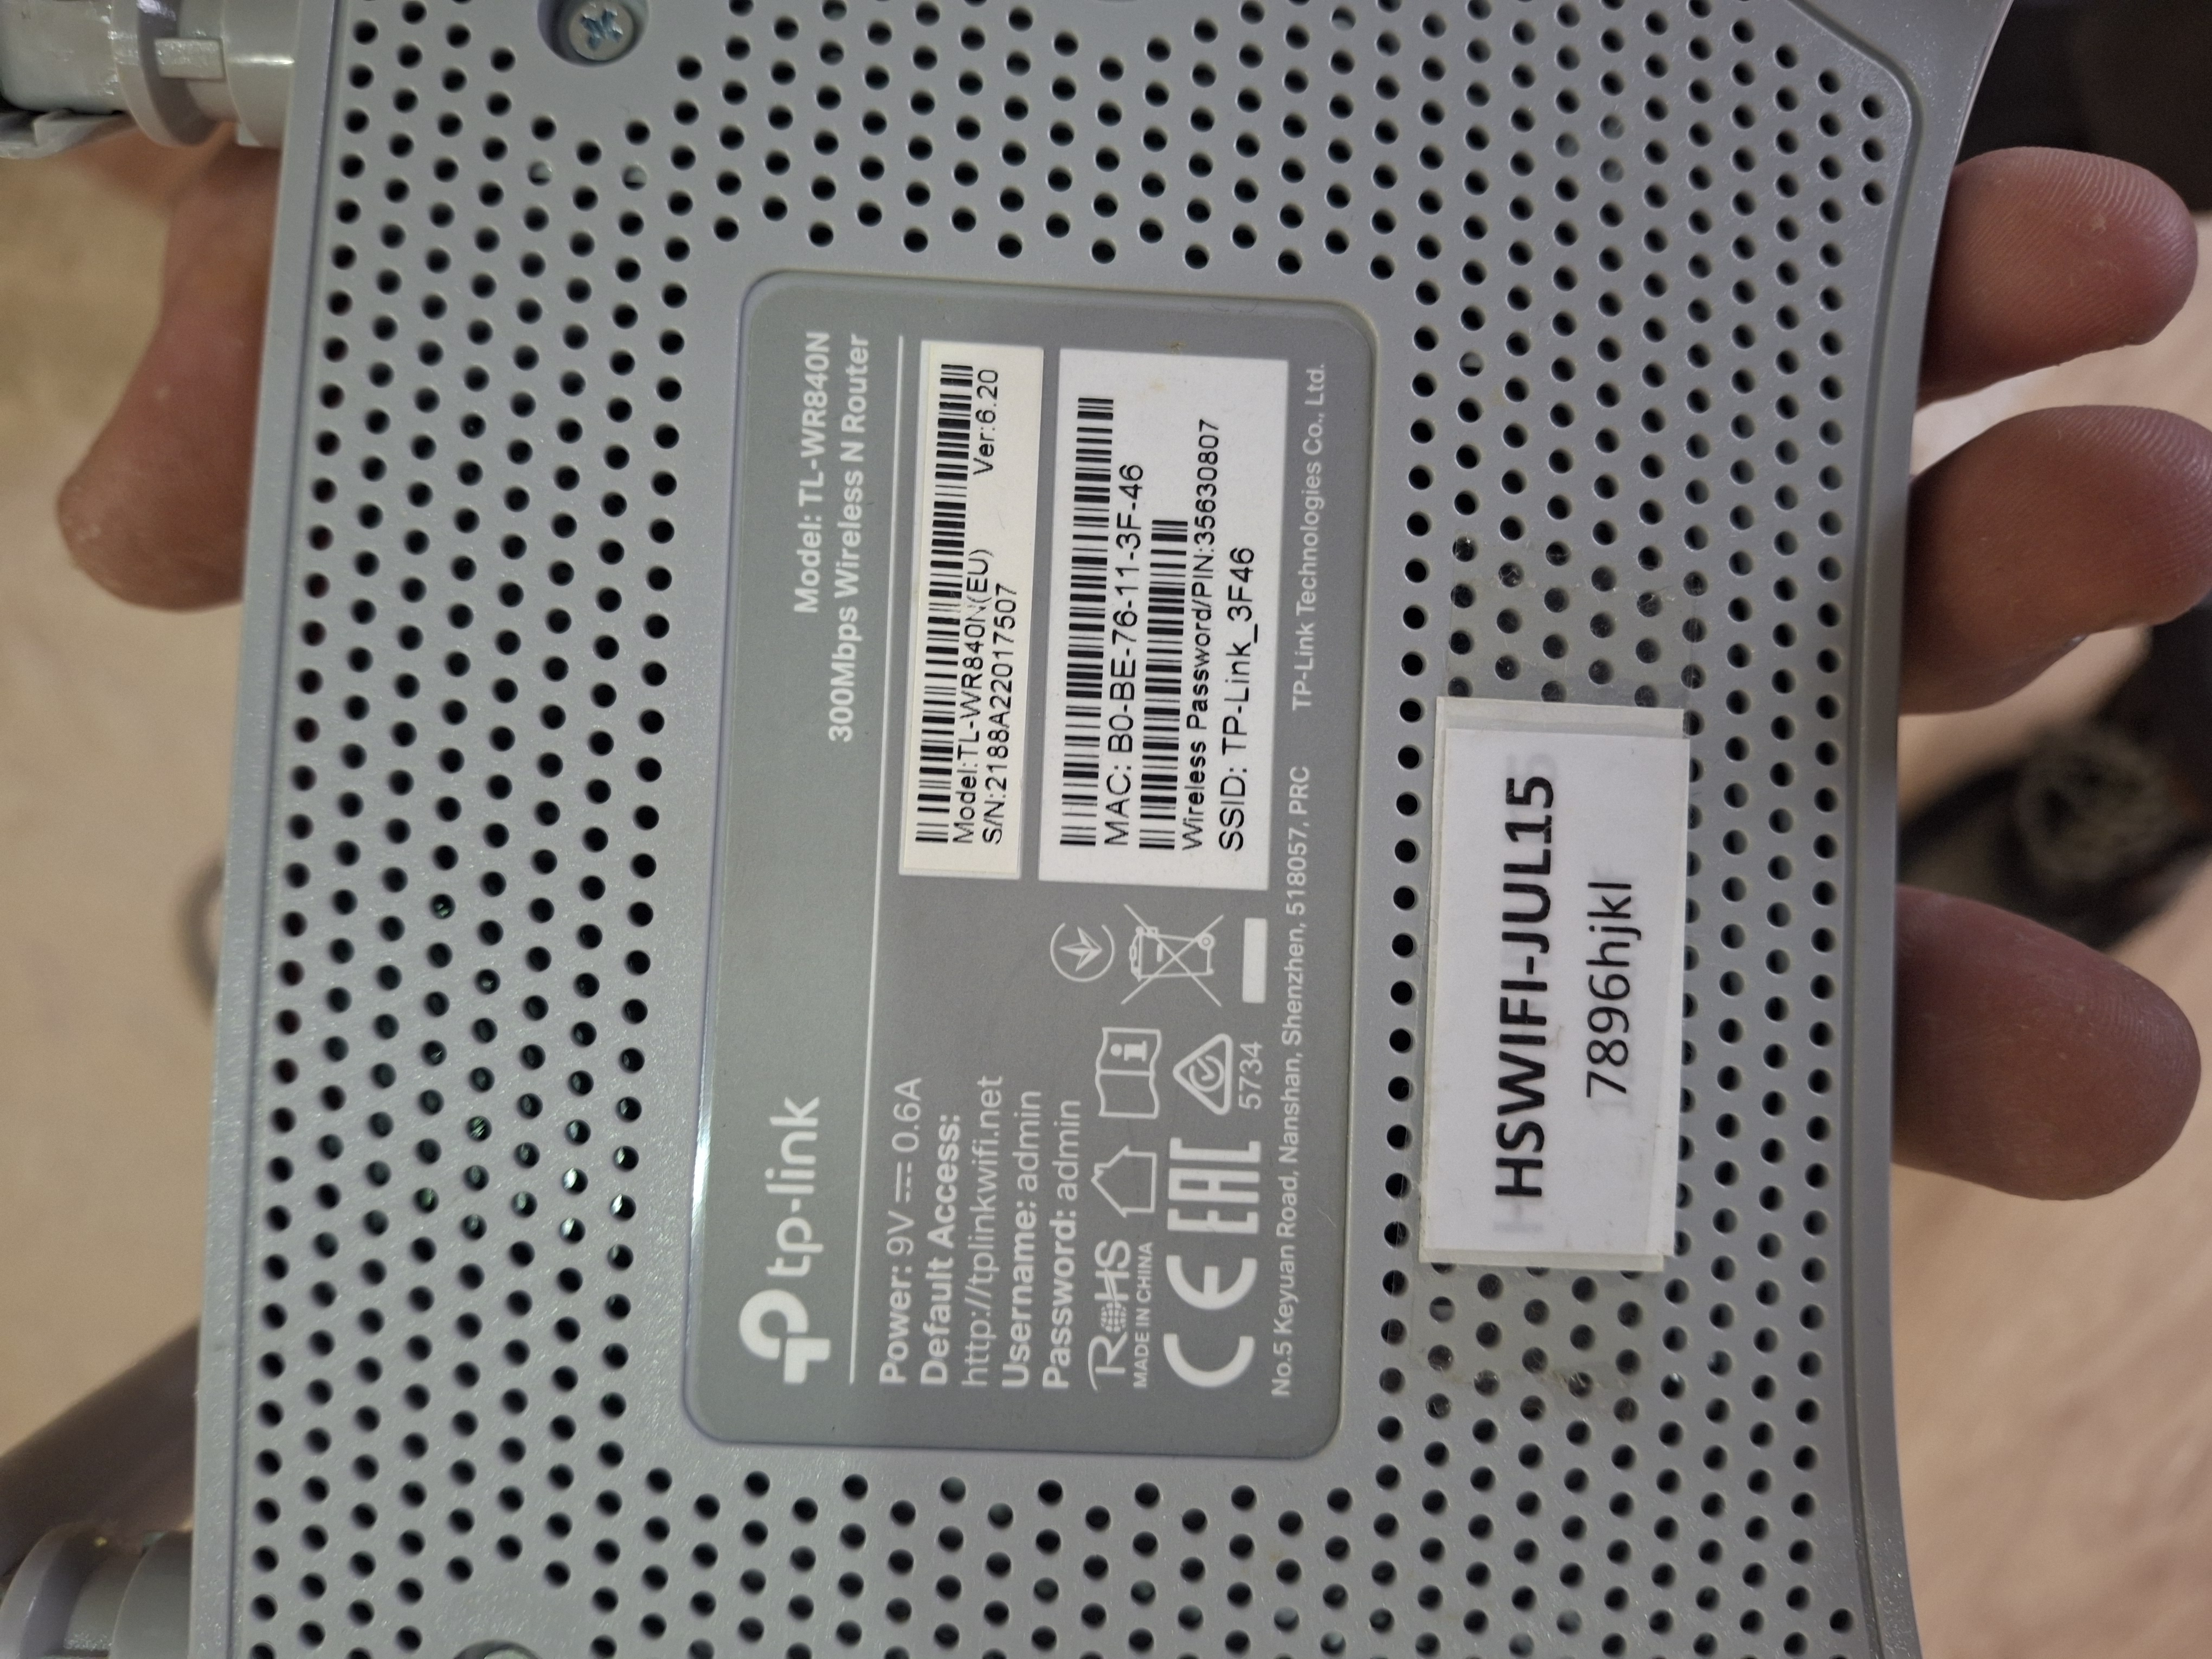 tp-link
Model: TL-WR840N
300Mbps Wireless N Router
Power: 9V 0.6A
Default Access:
http://tplinkwifi.net
Username: admin
Password: admin
RoHS
MADE IN CHINA
CE EAC
5734
Model:TL-WR840N(EU) Ver:6.20
S/N:2188A22017507
MAC: B0-BE-76-11-3F-46
Wireless Password/PIN:35630807
SSID: TP-Link_3F46
No.5 Keyuan Road, Nanshan, Shenzhen, 518057, PRC TP-Link Technologies Co., Ltd.
HSWIFI-JUL15
7896hjkl